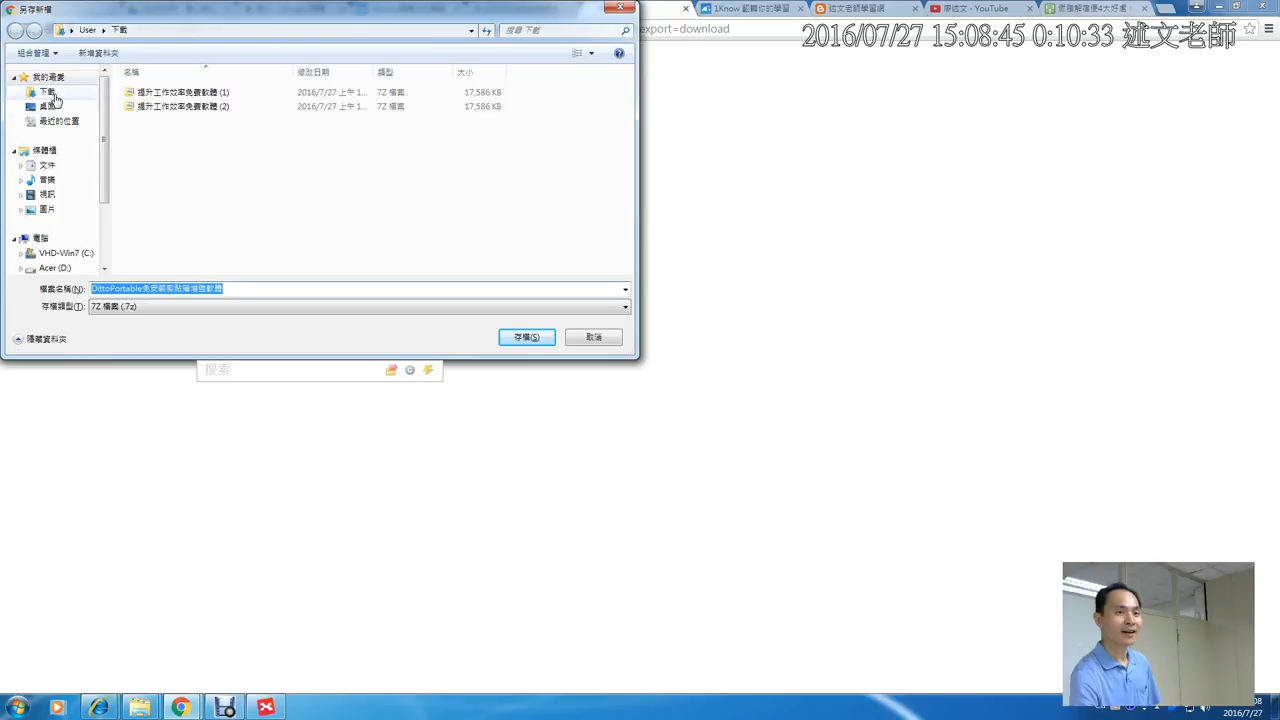 另存新檔
1Know 翻轉你的學習
述文老師學習網
廖述文 - YouTube
User
下載
搜尋 下載
export=download
2016/07/27 15:08:45 0:10:33 述文老師
組合管理
新增資料夾
名稱
修改日期
類型
大小
我的最愛
下載
提升工作效率免費軟體 (1)
2016/7/27 上午 1...
7Z 檔案
17,586 KB
桌面
提升工作效率免費軟體 (2)
2016/7/27 上午 1...
7Z 檔案
17,586 KB
最近的位置
媒體櫃
文件
音樂
視訊
圖片
電腦
VHD-Win7 (C:)
Acer (D:)
檔案名稱(N):
DittoPortable免安裝剪貼簿增強軟體
存檔類型(T):
7Z 檔案 (.7z)
隱藏資料夾
存檔(S)
取消
搜索
2016/7/27